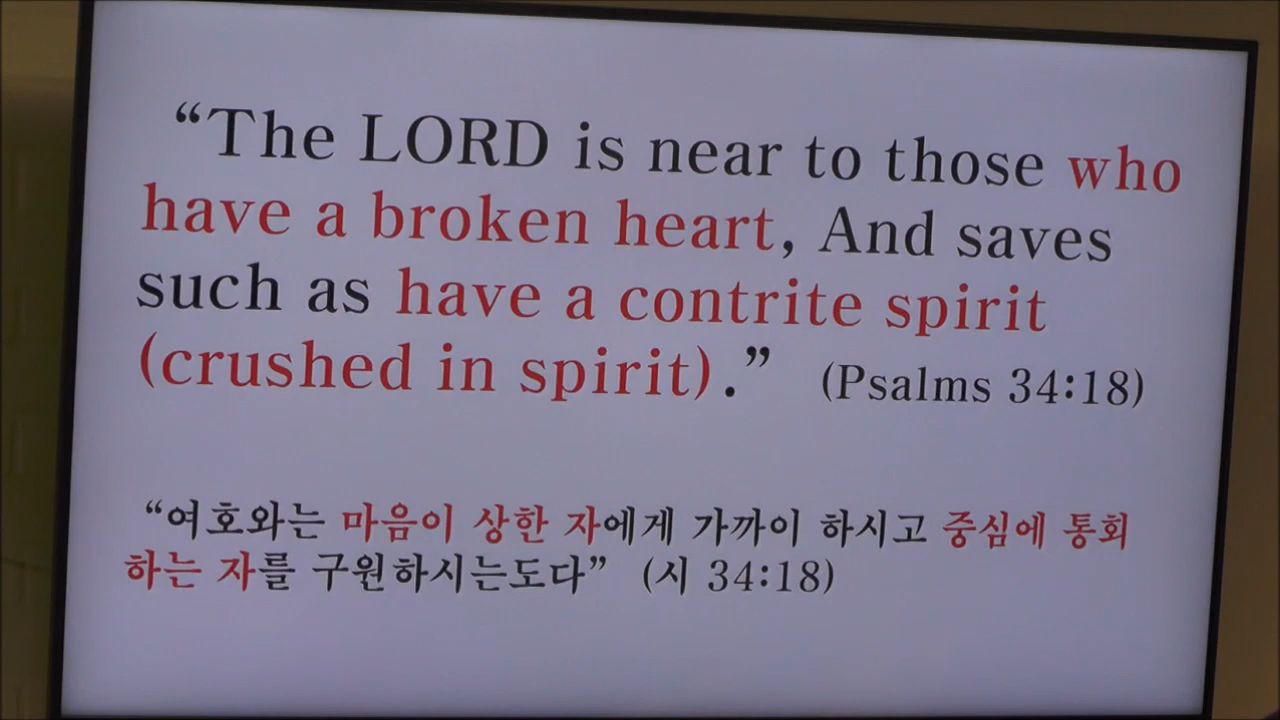 “The LORD is near to those who
have a broken heart, And saves
such as have a contrite spirit
(crushed in spirit).” (Psalms 34:18)
“여호와는 마음이 상한 자에게 가까이 하시고 중심에 통회
하는 자를 구원하시는도다” (시 34:18)